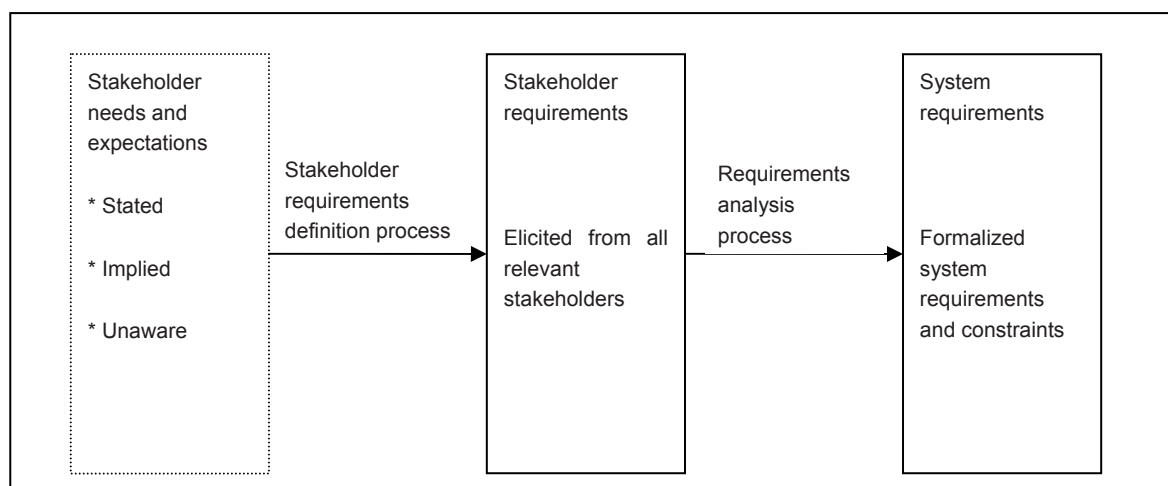 Stakeholder
needs and
expectations
* Stated
* Implied
* Unaware
Stakeholder
requirements
definition process
Stakeholder
requirements
Elicited from all
relevant
stakeholders
Requirements
analysis
process
System
requirements
Formalized
system
requirements
and constraints